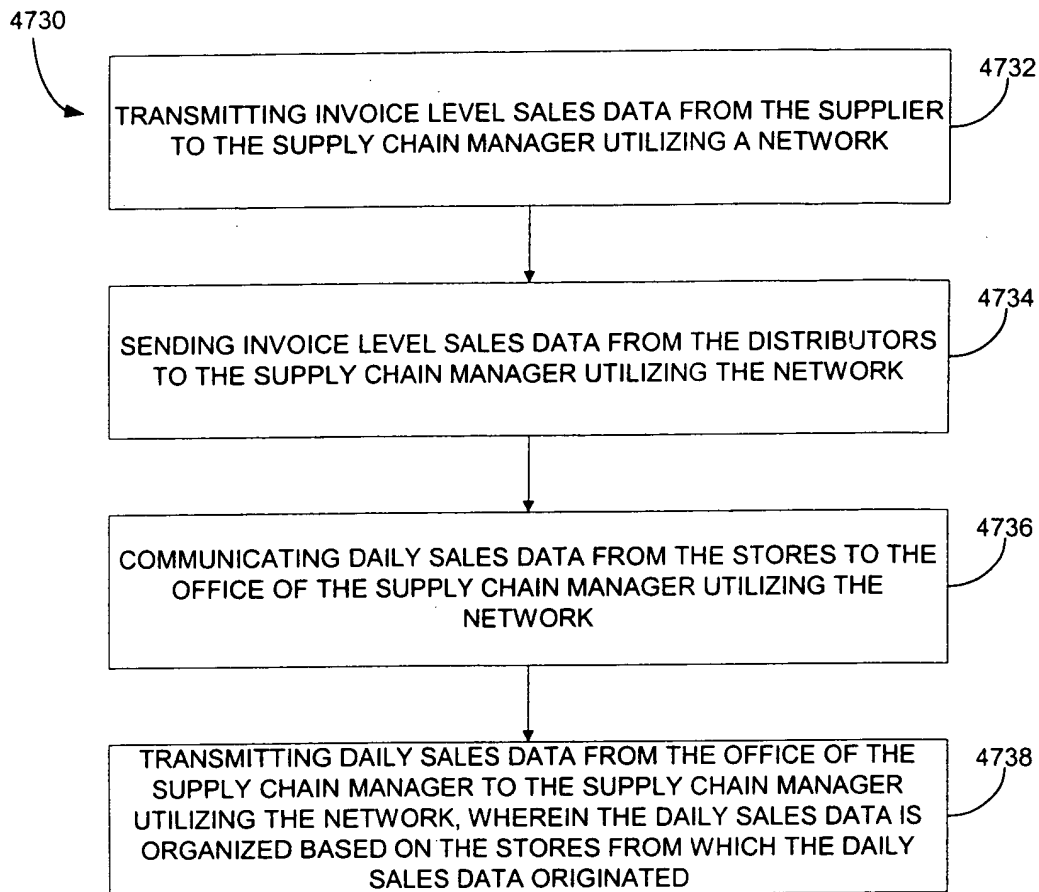 4730
4732
TRANSMITTING INVOICE LEVEL SALES DATA FROM THE SUPPLIER
TO THE SUPPLY CHAIN MANAGER UTILIZING A NETWORK
4734
SENDING INVOICE LEVEL SALES DATA FROM THE DISTRIBUTORS
TO THE SUPPLY CHAIN MANAGER UTILIZING THE NETWORK
4736
COMMUNICATING DAILY SALES DATA FROM THE STORES TO THE
OFFICE OF THE SUPPLY CHAIN MANAGER UTILIZING THE
NETWORK
4738
TRANSMITTING DAILY SALES DATA FROM THE OFFICE OF THE
SUPPLY CHAIN MANAGER TO THE SUPPLY CHAIN MANAGER
UTILIZING THE NETWORK, WHEREIN THE DAILY SALES DATA IS
ORGANIZED BASED ON THE STORES FROM WHICH THE DAILY
SALES DATA ORIGINATED